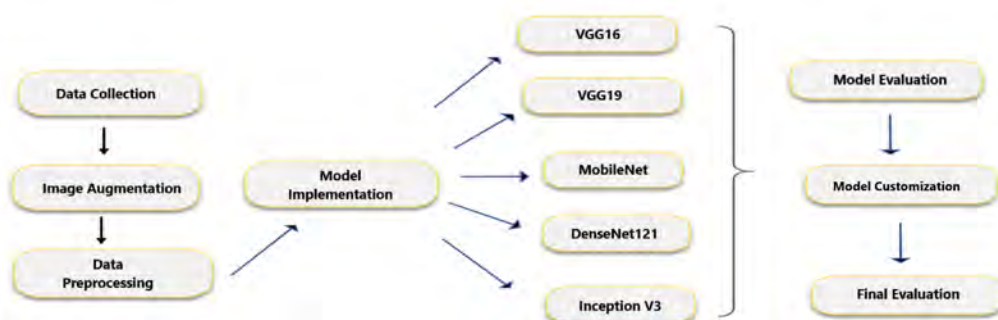 Data Collection
Image Augmentation
Data
Preprocessing
Model
Implementation
VGG16
VGG19
MobileNet
DenseNet121
Inception V3
Model Evaluation
Model Customization
Final Evaluation